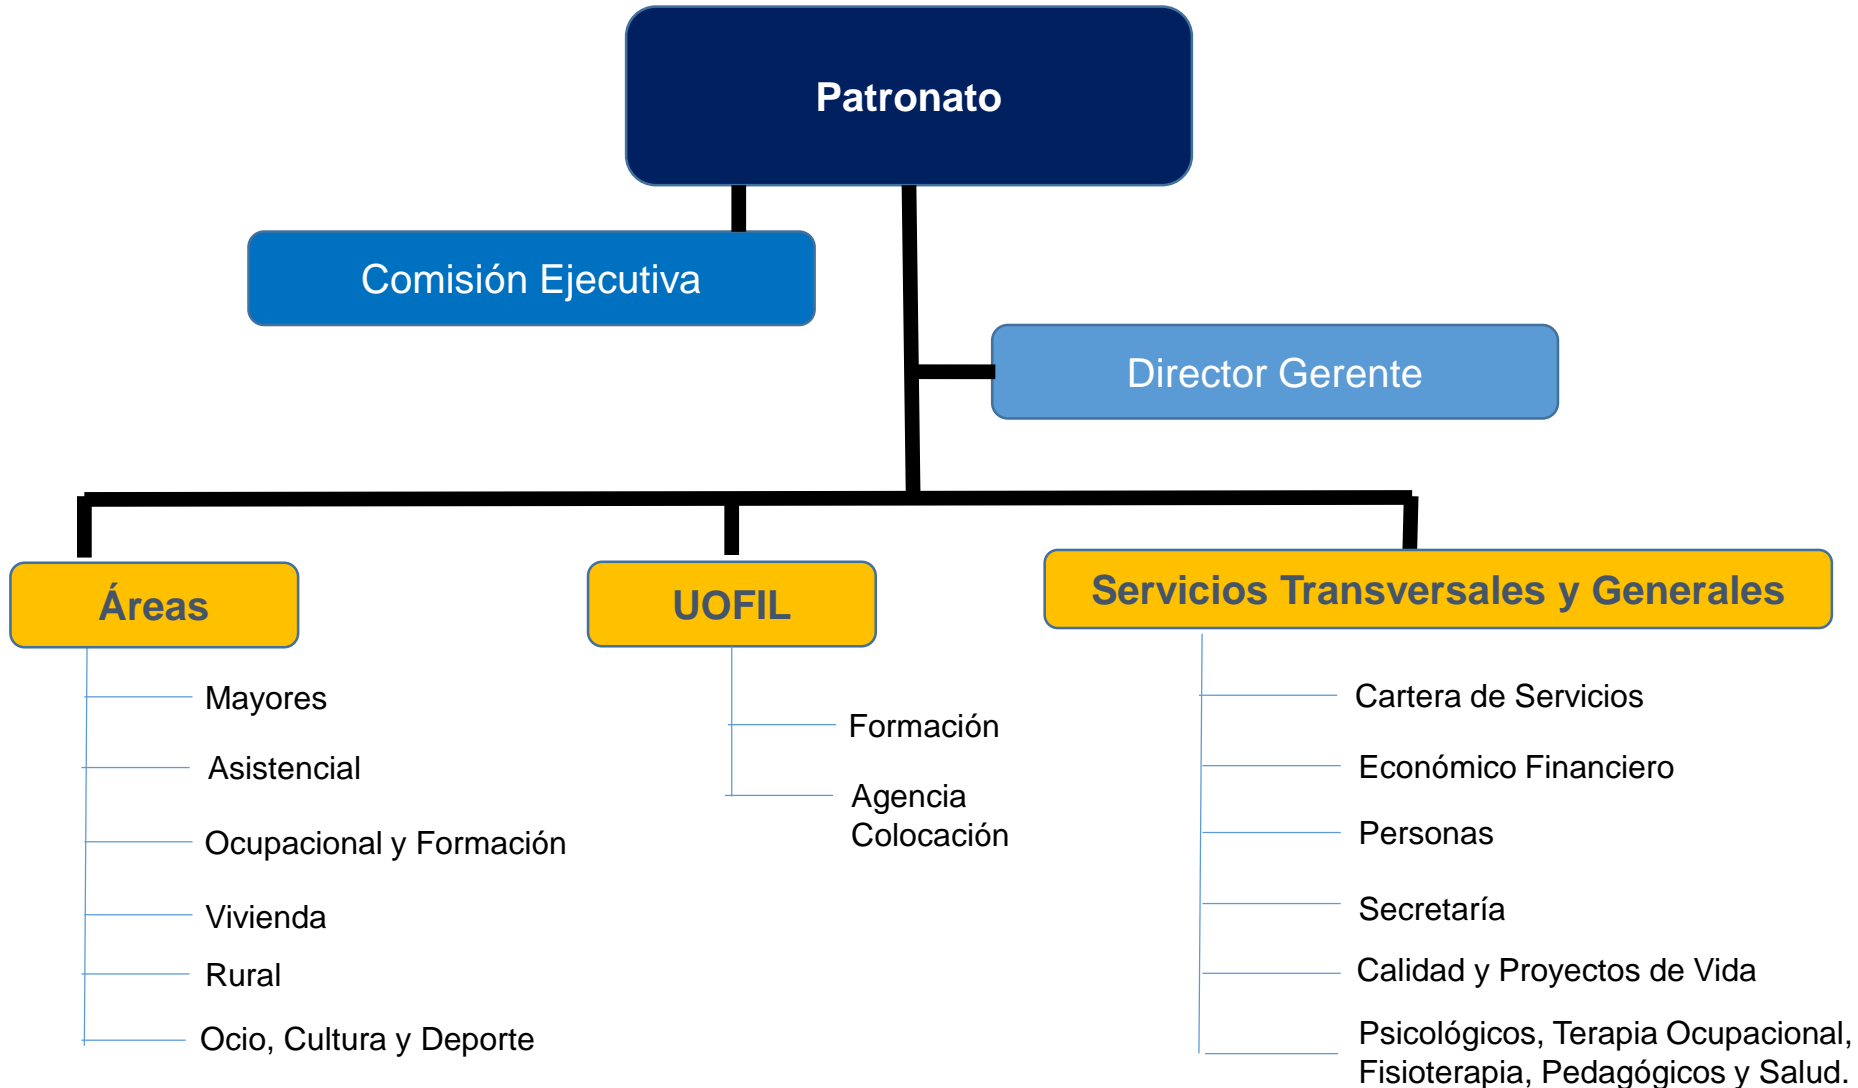 Patronato
Comisión Ejecutiva
Director Gerente
Áreas
Mayores
Asistencial
Ocupacional y Formación
Vivienda
Rural
Ocio, Cultura y Deporte
UOFIL
Formación
Agencia
Colocación
Servicios Transversales y Generales
Cartera de Servicios
Económico Financiero
Personas
Secretaría
Calidad y Proyectos de Vida
Psicológicos, Terapia Ocupacional,
Fisioterapia, Pedagógicos y Salud.